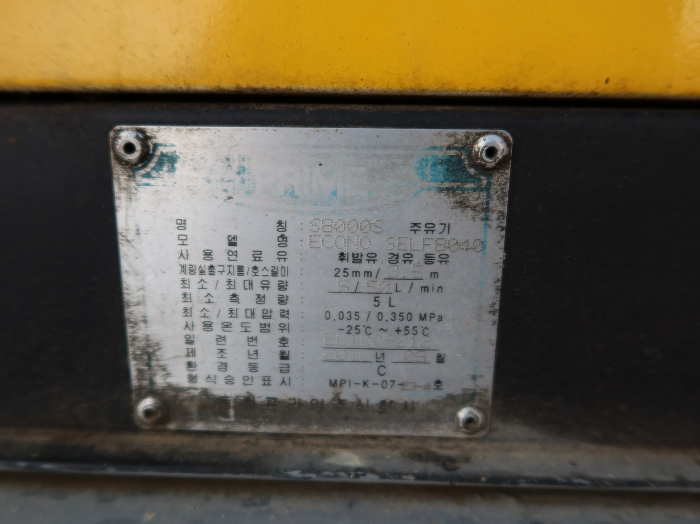 PRIME
명 칭 : SB000S 주유기
모 델 명 : ECONO SELF8040
사 용 연 료 유 : 휘발유 경유 등유
계량실출구지름/호스길이 : 25mm/ m
최소/최대유량 : L/min
최 소 측 정 량 : 5 L
최소/최대압력 : 0.035 / 0.350 MPa
사용온도범위 : -25℃ ~ +55℃
일 련 번 호 :
제 조 년 월 : 년 월
환 경 등 급 : C
형식승인표시 : MPI-K-07- 호